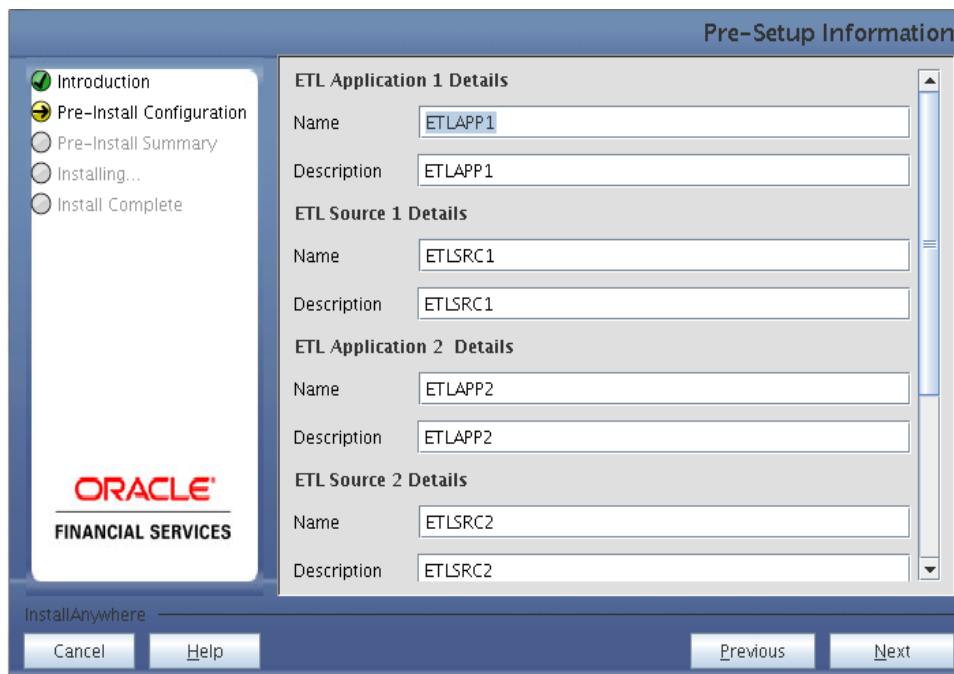 Pre-Setup Information
Introduction
Pre-Install Configuration
Pre-Install Summary
Installing...
Install Complete
ORACLE'
FINANCIAL SERVICES
ETL Application 1 Details
Name ETLAPP1
Description ETLAPP1
ETL Source 1 Details
Name ETLSRC1
Description ETLSRC1
ETL Application 2 Details
Name ETLAPP2
Description ETLAPP2
ETL Source 2 Details
Name ETLSRC2
Description ETLSRC2
InstallAnywhere
Cancel Help Previous Next